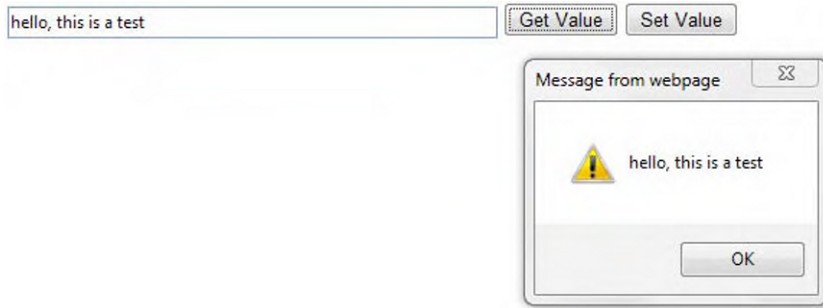 hello, this is a test
Get Value
Set Value
Message from webpage
hello, this is a test
OK